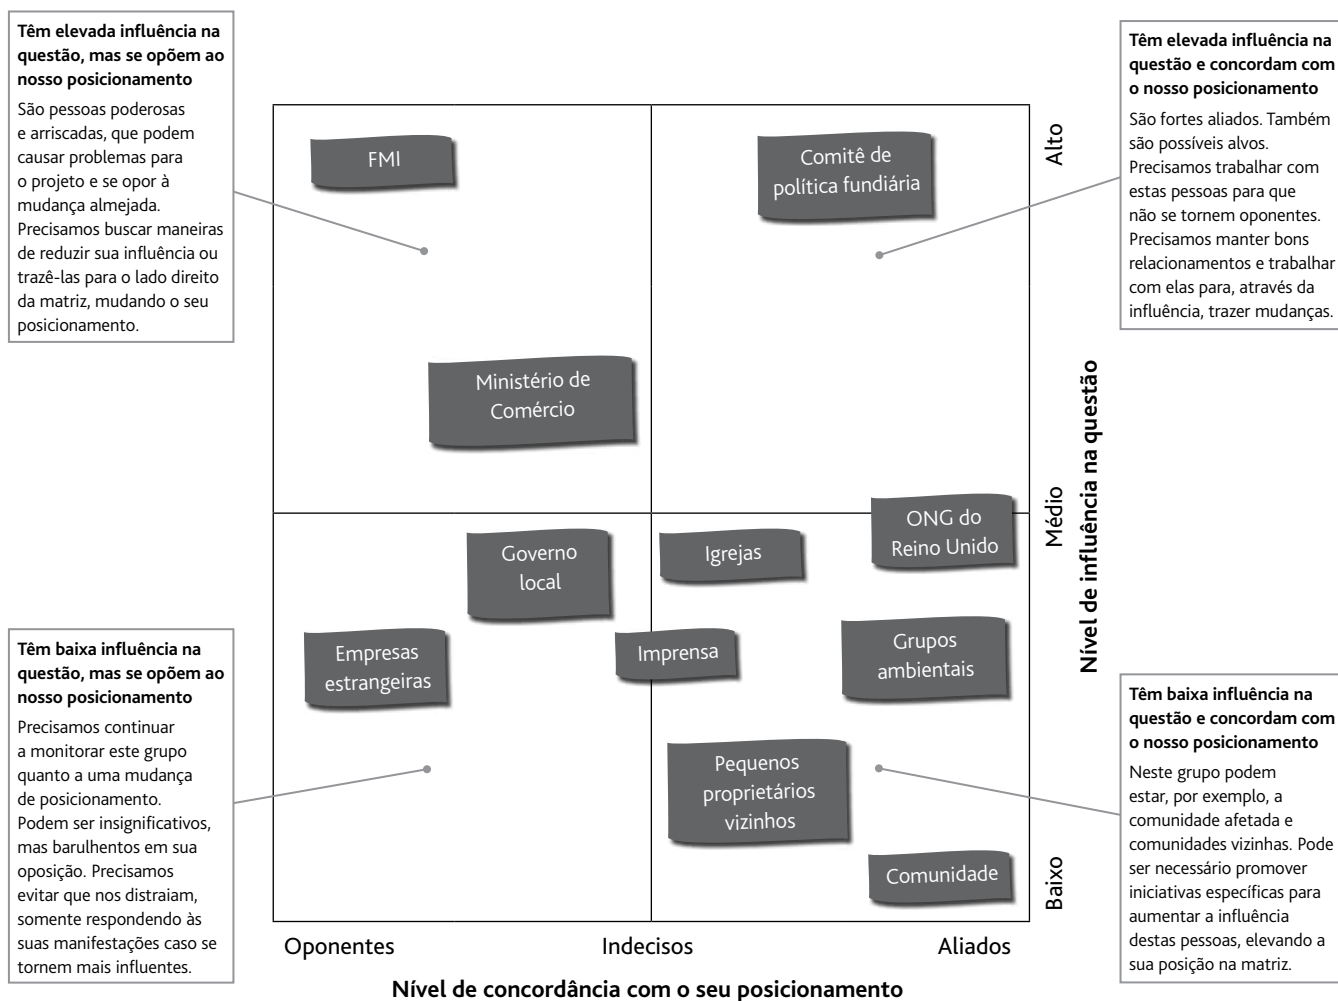 Têm elevada influência na
questão, mas se opõem ao
nosso posicionamento
São pessoas poderosas
e arriscadas, que podem
causar problemas para
o projeto e se opor à
mudança almejada.
Precisamos buscar maneiras
de reduzir sua influência ou
trazê-las para o lado direito
da matriz, mudando o seu
posicionamento.
Têm elevada influência na
questão e concordam com
o nosso posicionamento
São fortes aliados. Também
são possíveis alvos.
Precisamos trabalhar com
estas pessoas para que
não se tornem oponentes.
Precisamos manter bons
relacionamentos e trabalhar
com elas para, através da
influência, trazer mudanças.
FMI
Comitê de
política fundiária
Ministério de
Comércio
Governo
local
Igrejas
ONG do
Reino Unido
Empresas
estrangeiras
Imprensa
Grupos
ambientais
Pequenos
proprietários
vizinhos
Comunidade
Alto
Médio
Baixo
Nível de influência na questão
Têm baixa influência na
questão, mas se opõem ao
nosso posicionamento
Precisamos continuar
a monitorar este grupo
quanto a uma mudança
de posicionamento.
Podem ser insignificativos,
mas barulhentos em sua
oposição. Precisamos
evitar que nos distraiam,
somente respondendo às
suas manifestações caso se
tornem mais influentes.
Têm baixa influência na
questão e concordam com
o nosso posicionamento
Neste grupo podem
estar, por exemplo, a
comunidade afetada e
comunidades vizinhas. Pode
ser necessário promover
iniciativas específicas para
aumentar a influência
destas pessoas, elevando a
sua posição na matriz.
Oponentes
Indecisos
Aliados
Nível de concordância com o seu posicionamento